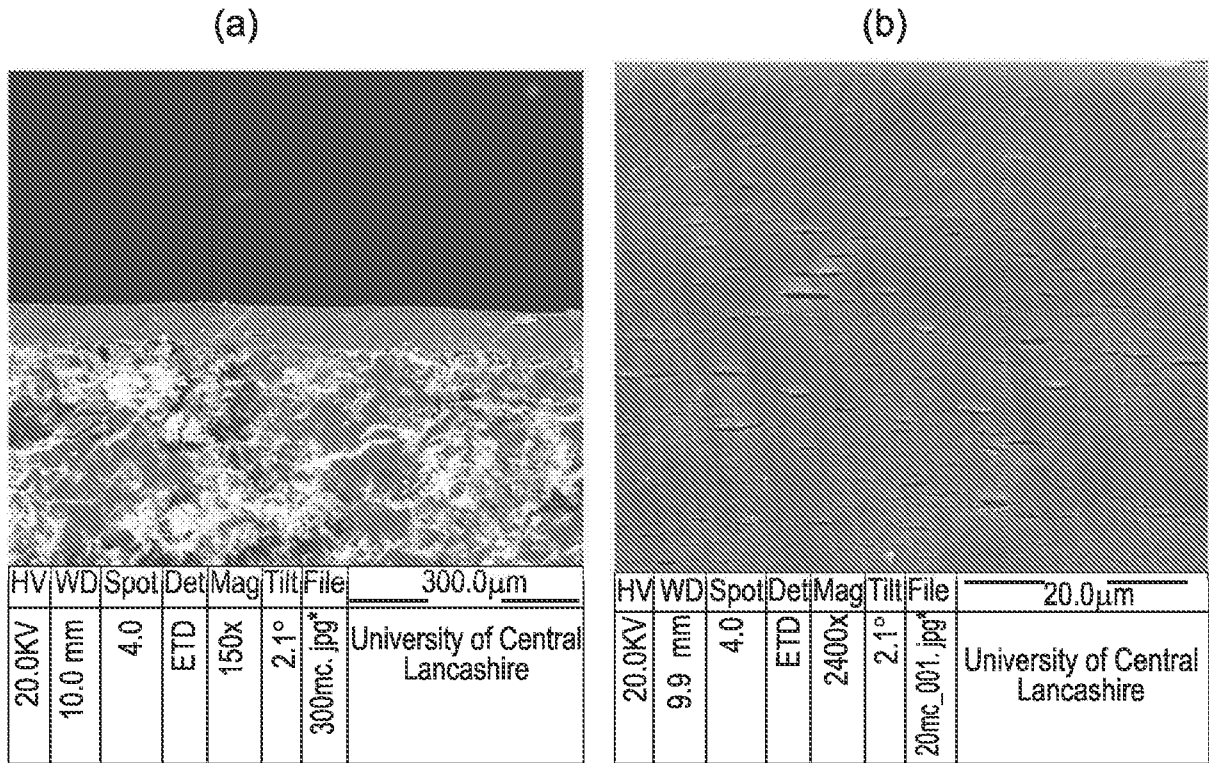 (a)
(b)
HV WD Spot Det Mag Tilt File 300.0μm
20.0KV 10.0 mm 4.0 ETD 150x 2.1° 300mc. jpg* University of Central
Lancashire
HV WD Spot Det Mag Tilt File 20.0μm
20.0KV 9.9 mm 4.0 ETD 2400x 2.1° 20mc_001. jpg* University of Central
Lancashire